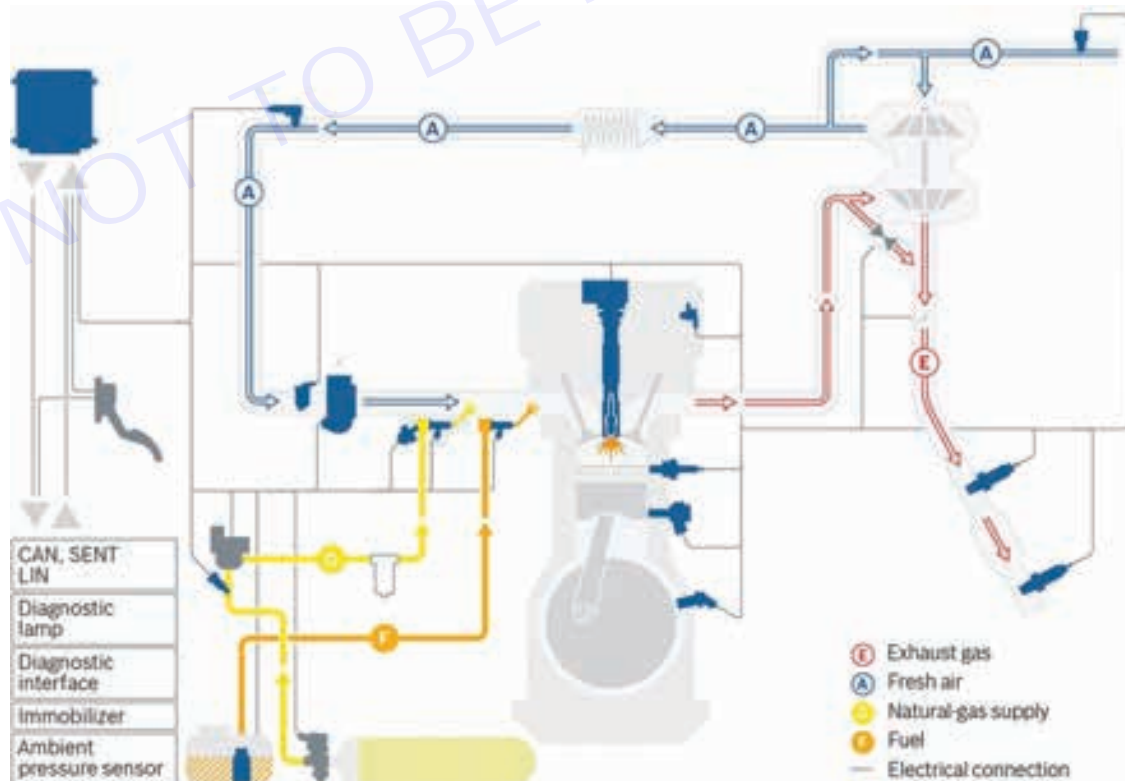 NOT TO BE
A
A
A
A
E
F
CAN, SENT
LIN
Diagnostic
lamp
Diagnostic
interface
Immobilizer
Ambient
pressure sensor
E Exhaust gas
A Fresh air
Natural-gas supply
F Fuel
Electrical connection